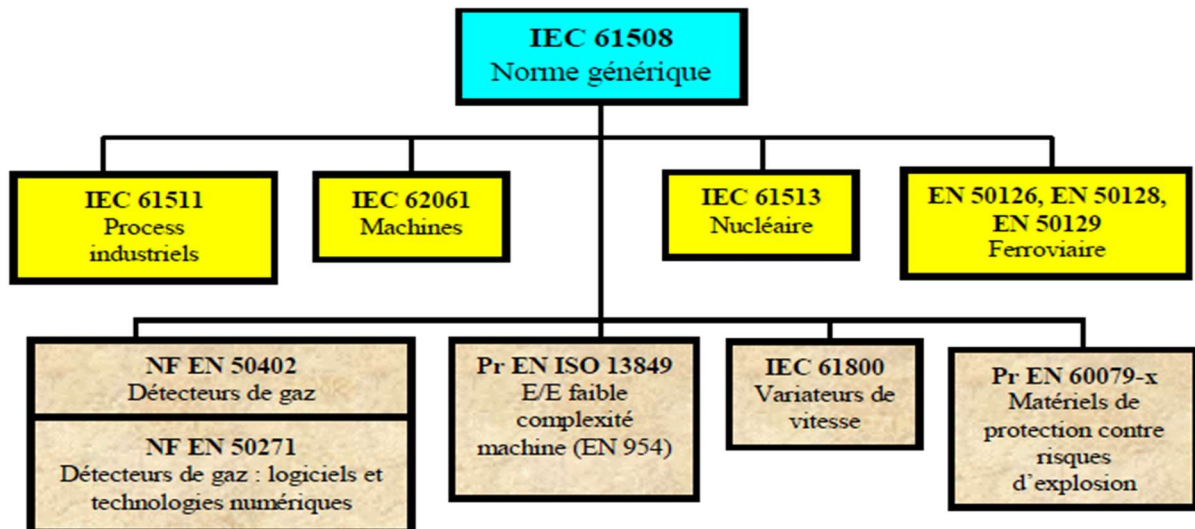 IEC 61508
Norme générique
IEC 61511
Process
industriels
IEC 62061
Machines
IEC 61513
Nucléaire
EN 50126, EN 50128,
EN 50129
Ferroviaire
NF EN 50402
Détecteurs de gaz
NF EN 50271
Détecteurs de gaz : logiciels et
technologies numériques
Pr EN ISO 13849
E/E faible
complexité
machine (EN 954)
IEC 61800
Variateurs de
vitesse
Pr EN 60079-x
Matériels de
protection contre
risques
d’explosion